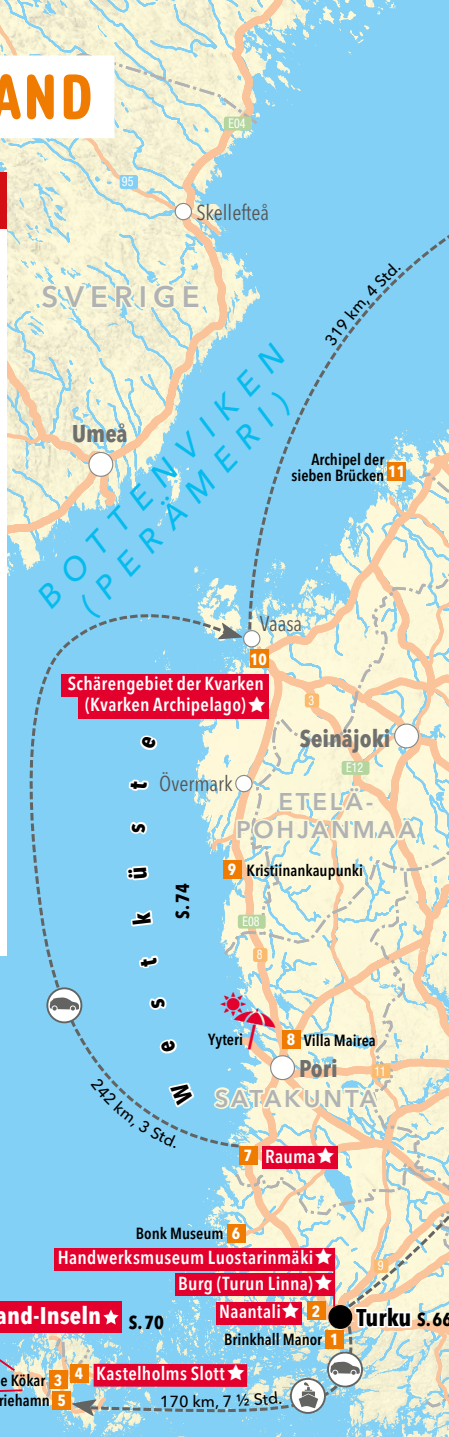 AND
E04
95
Skellefteå
SVERIGE
319 km, 4 Std.
Umeå
BOTTENVIKEN
(PERÄMERI)
Archipel der
sieben Brücken 11
Vaasa
10
Schärengebiet der Kvarken
(Kvarken Archipelago)
3
Seinäjoki
E12
Westküste
S. 74
Övermark
ETELÄ-
POHJANMAA
9 Kristiinankaupunki
E08
8
Yyteri
8 Villa Mairea
Pori
11
SATAKUNTA
242 km, 3 Std.
7 Rauma
Bonk Museum 6
9
Handwerksmuseum Luostarinmäki
Burg (Turun Linna)
Naantali 2
Turku S. 66
Brinkhall Manor 1
and-Inseln S. 70
4 Kastelholms Slott
e Kökar 3
riehamn 5
170 km, 7 ½ Std.